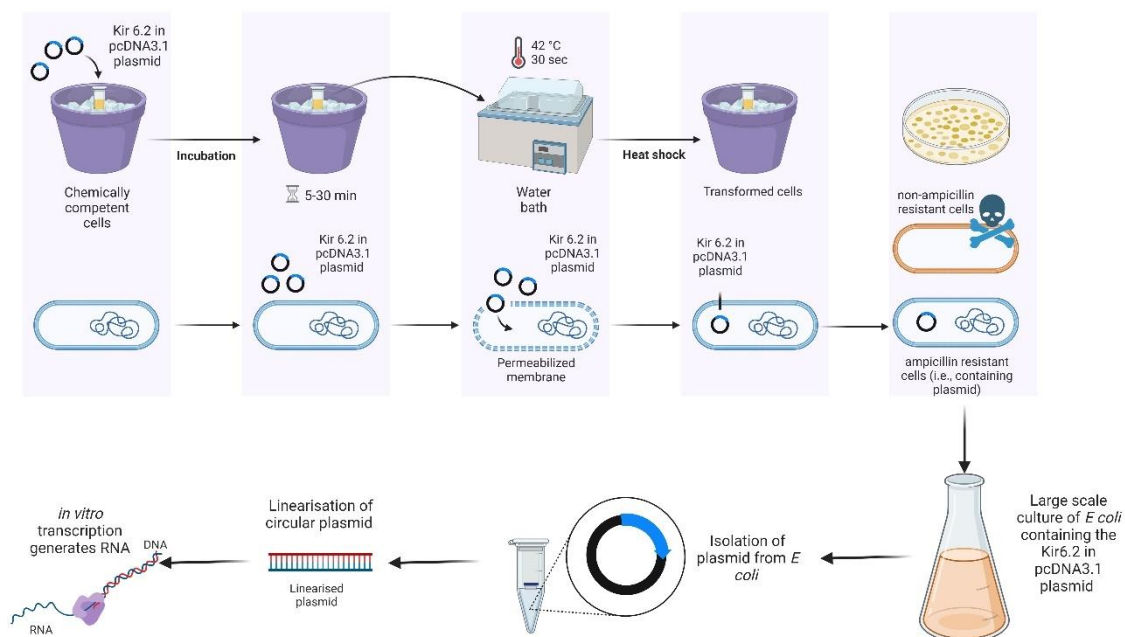 Kir 6.2 in
pcDNA3.1
plasmid
42 °C
30 sec
Incubation
Heat shock
Chemically
competent
cells
5-30 min
Water
bath
Transformed cells
non-ampicillin
resistant cells
Kir 6.2 in
pcDNA3.1
plasmid
Kir 6.2 in
pcDNA3.1
plasmid
Kir 6.2 in
pcDNA3.1
plasmid
Permeabilized
membrane
ampicillin resistant
cells (i.e., containing
plasmid)
in vitro
transcription
generates RNA
DNA
RNA
Linearisation of
circular plasmid
Linearised
plasmid
Isolation of
plasmid from E
coli
Large scale
culture of E coli
containing the
Kir6.2 in
pcDNA3.1
plasmid